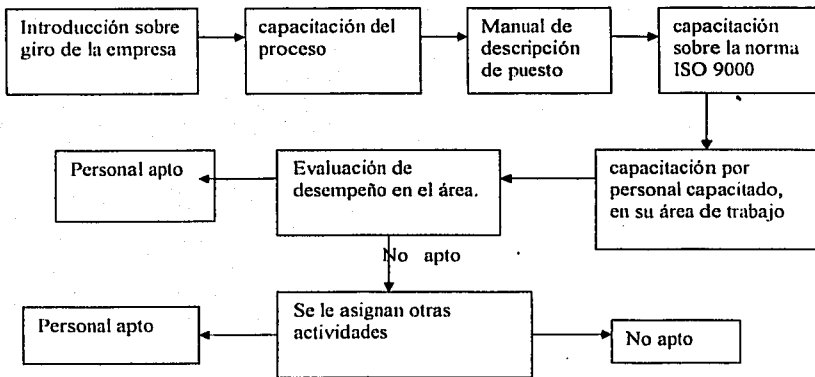 Introducción sobre
giro de la empresa
capacitación del
proceso
Manual de
descripción
de puesto
capacitación
sobre la norma
ISO 9000
Personal apto
Evaluación de
desempeño en el área.
capacitación por
personal capacitado,
en su área de trabajo
No apto
Personal apto
Se le asignan otras
actividades
No apto